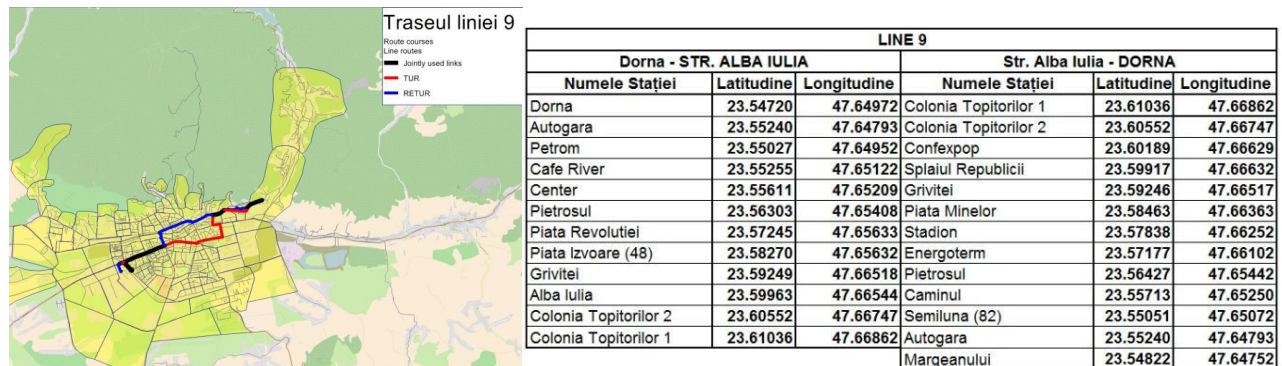 Traseul liniei 9
Route courses
Line routes
Jointly used links
TUR
RETUR
LINE 9
Dorna - STR. ALBA IULIA Str. Alba Iulia - DORNA
Numele Stației Latitudine Longitudine Numele Stației Latitudine Longitudine
Dorna 23.54720 47.64972 Colonia Topitorilor 1 23.61036 47.66862
Autogara 23.55240 47.64793 Colonia Topitorilor 2 23.60552 47.66747
Petrom 23.55027 47.64952 Confexpop 23.60189 47.66629
Cafe River 23.55255 47.65122 Splaiul Republicii 23.59917 47.66632
Center 23.55611 47.65209 Grivitei 23.59246 47.66517
Pietrosul 23.56303 47.65408 Piata Minelor 23.58463 47.66363
Piata Revolutiei 23.57245 47.65633 Stadion 23.57838 47.66252
Piata Izvoare (48) 23.58270 47.65632 Energoterm 23.57177 47.66102
Grivitei 23.59249 47.66518 Pietrosul 23.56427 47.65442
Alba Iulia 23.59963 47.66544 Caminul 23.55713 47.65250
Colonia Topitorilor 2 23.60552 47.66747 Semiluna (82) 23.55051 47.65072
Colonia Topitorilor 1 23.61036 47.66862 Autogara 23.55240 47.64793
Margeanului 23.54822 47.64752